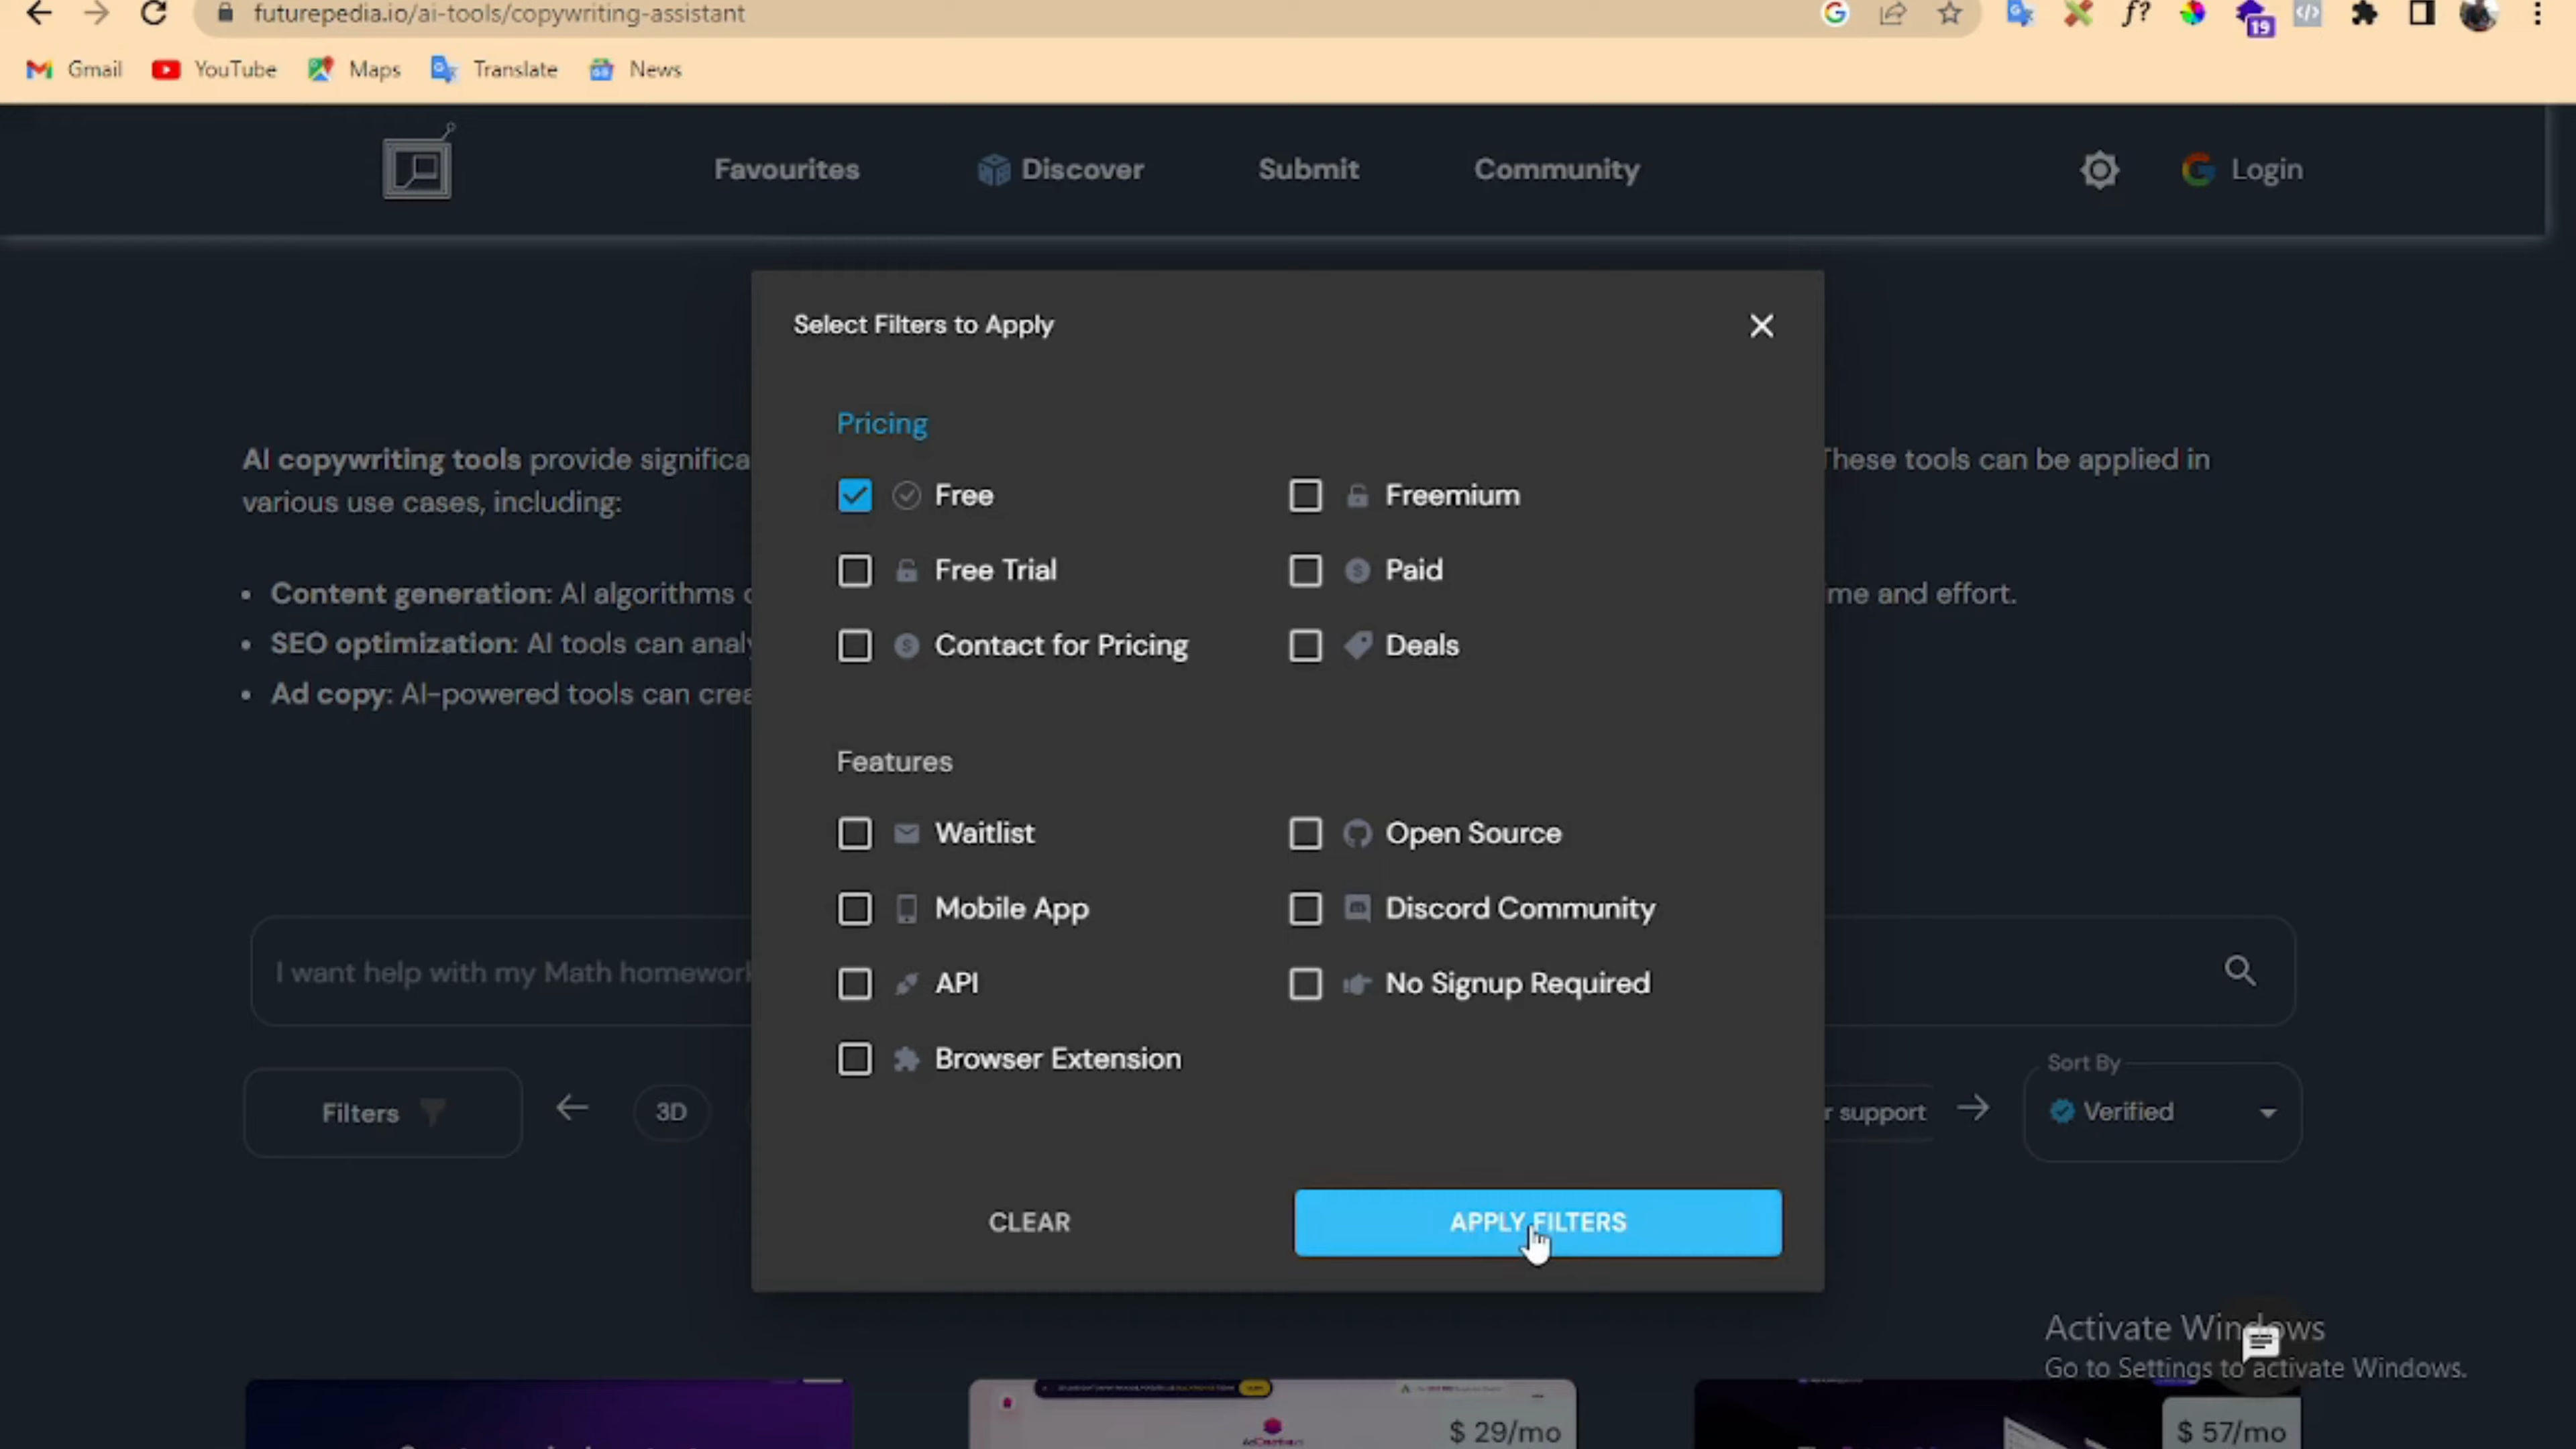 futurepedia.io/ai-tools/copywriting-assistant
19
Gmail YouTube Maps Translate News
Favourites Discover Submit Community Login
Select Filters to Apply
Pricing
Free Freemium
Free Trial Paid
Contact for Pricing Deals
Features
Waitlist Open Source
Mobile App Discord Community
API No Signup Required
Browser Extension
CLEAR APPLY FILTERS
AI copywriting tools provide significa These tools can be applied in
various use cases, including:
• Content generation: AI algorithms me and effort.
• SEO optimization: AI tools can analy
• Ad copy: AI-powered tools can crea
I want help with my Math homework
Filters 3D r support
Sort By
Verified
Activate Windows
Go to Settings to activate Windows.
$ 29/mo
$ 57/mo